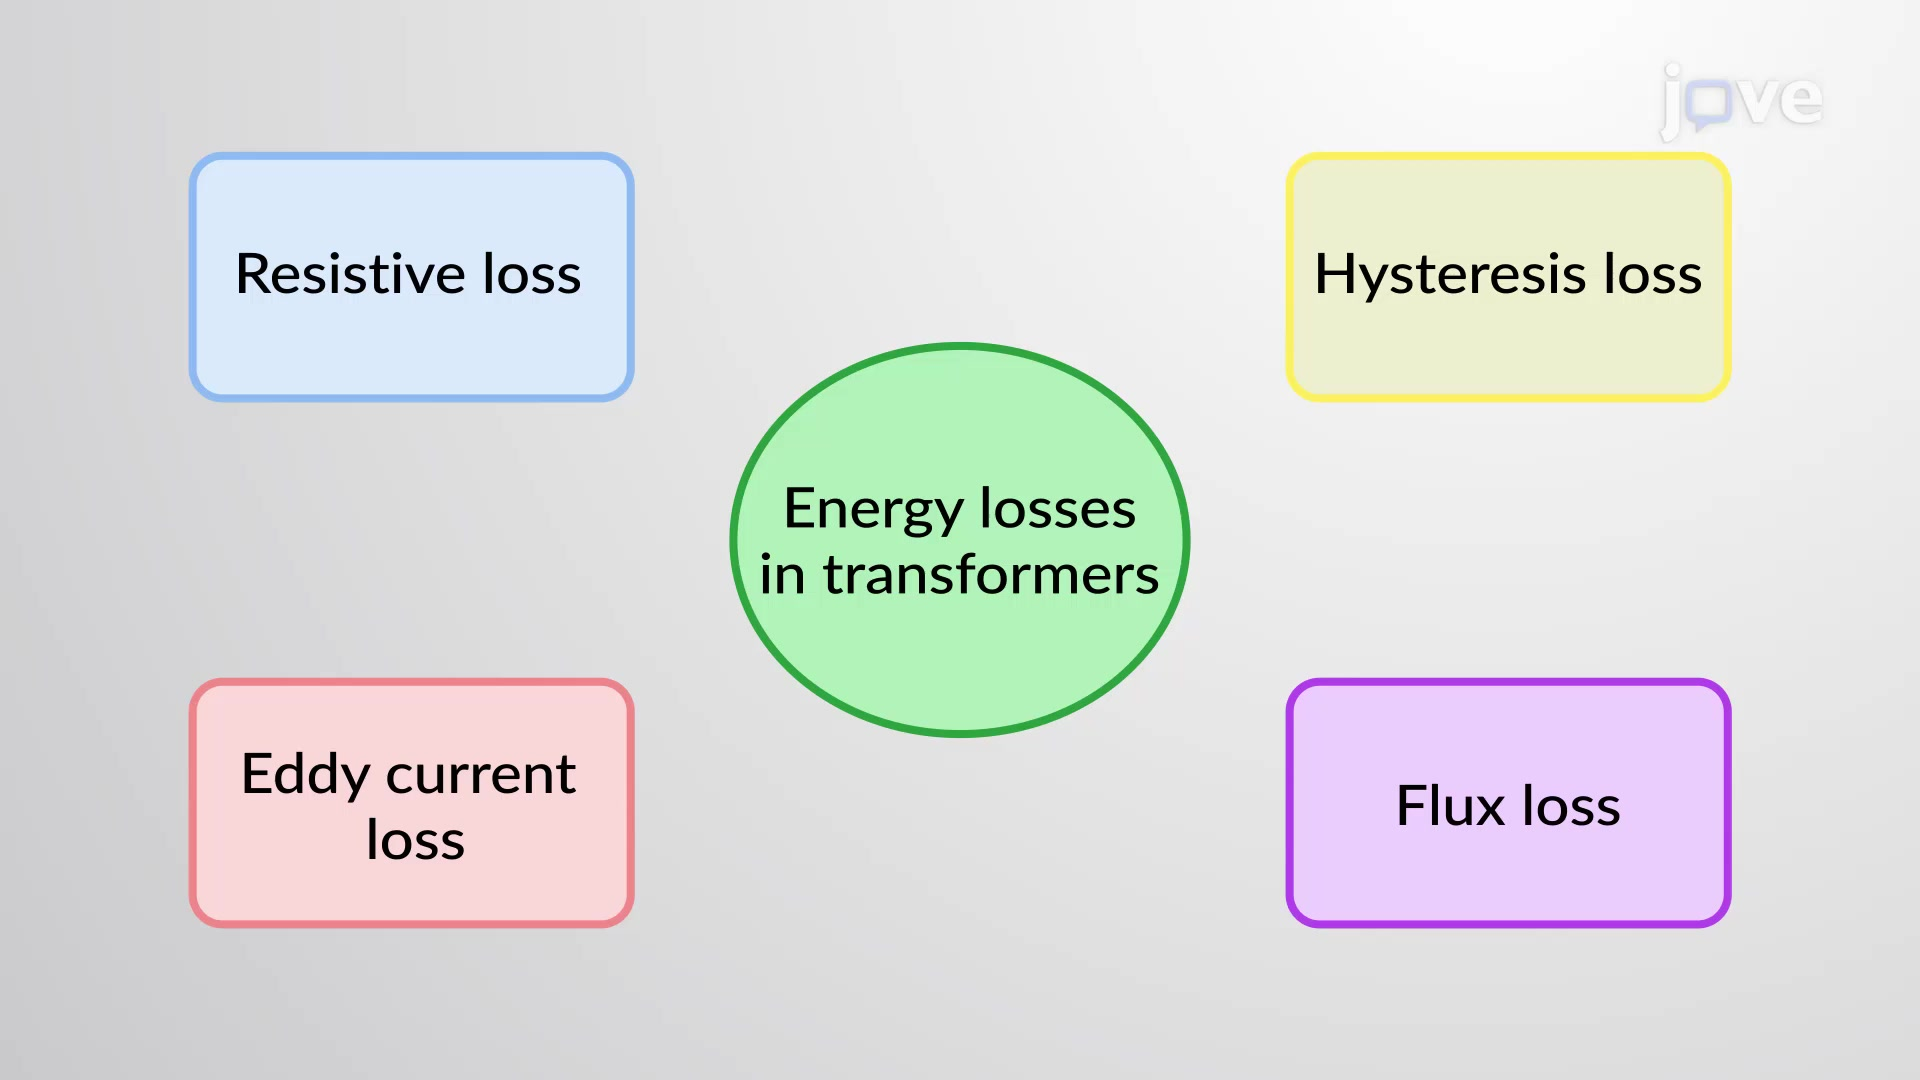 jove
Resistive loss
Hysteresis loss
Energy losses
in transformers
Eddy current
loss
Flux loss